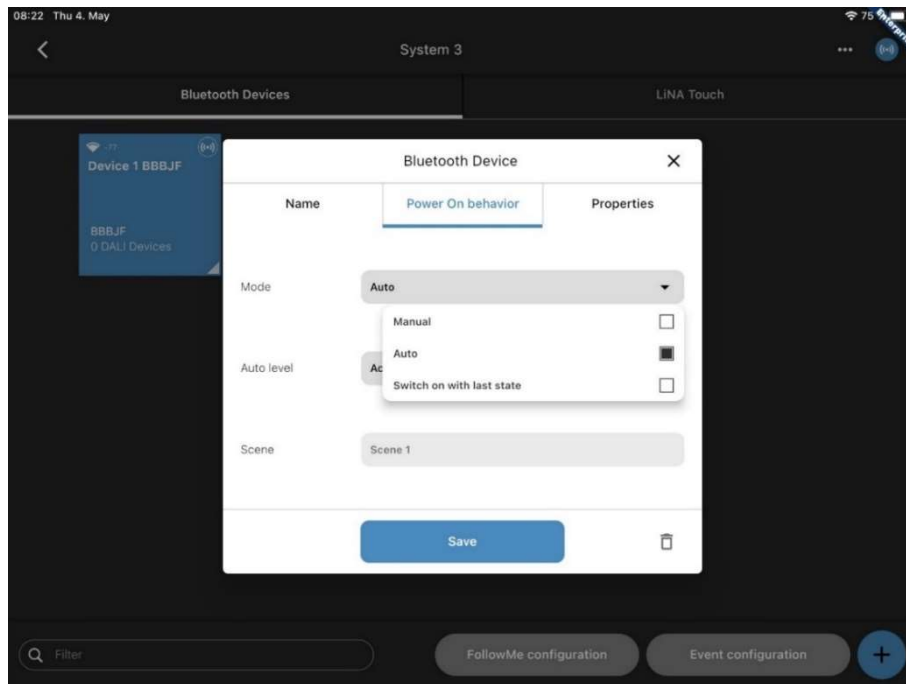 08:22 Thu 4. May
75
System 3
Bluetooth Devices
LiNA Touch
-77
Device 1 BBBJF
BBBJF
0 DALI Devices
Bluetooth Device
Name
Power On behavior
Properties
Mode
Auto
Manual
Auto
Switch on with last state
Auto level
Ac
Scene
Scene 1
Save
Filter
FollowMe configuration
Event configuration